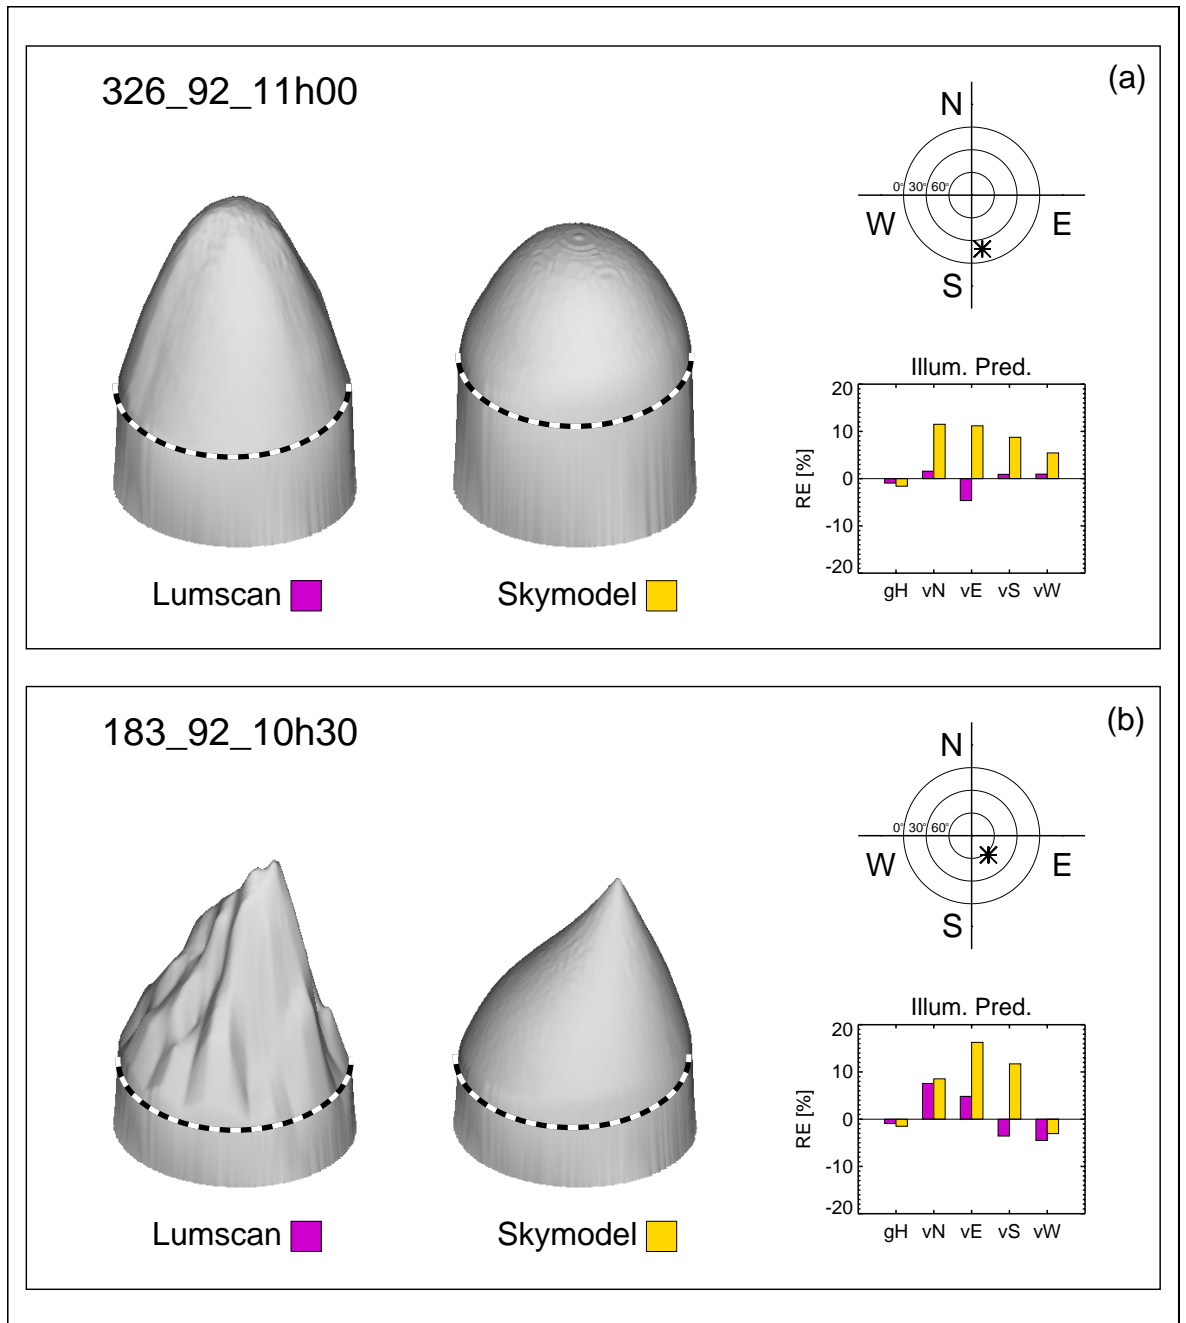 326_92_11h00
(a)
N
0° 30° 60°
W E
S
Illum. Pred.
20
10
0
-10
-20
RE [%]
gH vN vE vS vW
Lumscan Skymodel
183_92_10h30
(b)
N
0° 30° 60°
W E
S
Illum. Pred.
20
10
0
-10
-20
RE [%]
gH vN vE vS vW
Lumscan Skymodel